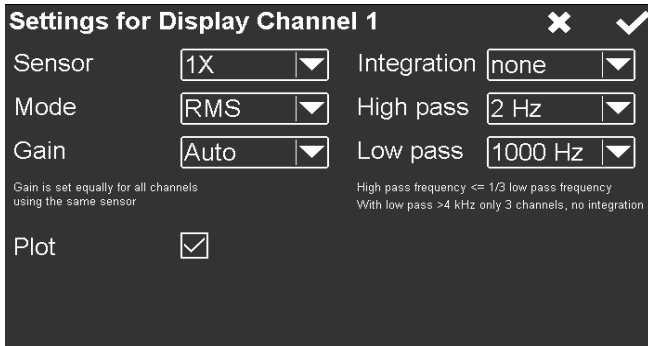 Settings for Display Channel 1
Sensor 1X Integration none
Mode RMS High pass 2 Hz
Gain Auto Low pass 1000 Hz
Gain is set equally for all channels
using the same sensor
High pass frequency <= 1/3 low pass frequency
With low pass >4 kHz only 3 channels, no integration
Plot